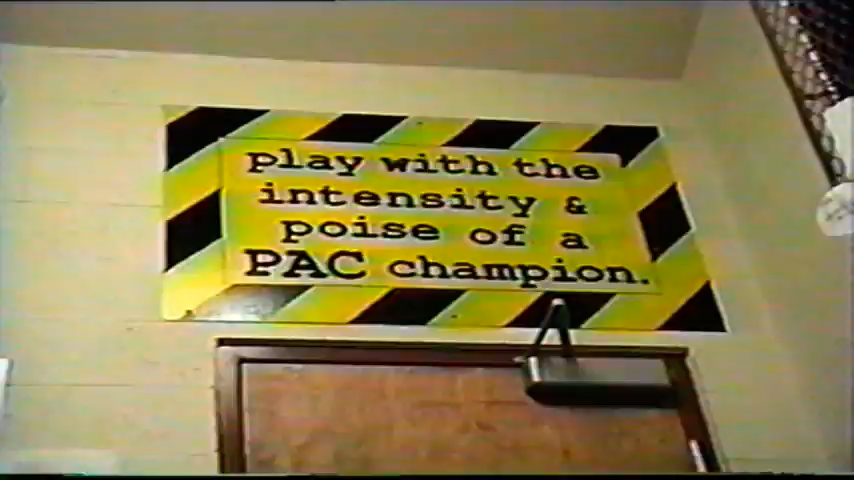 play with the
intensity &
poise of a
PAC champion.